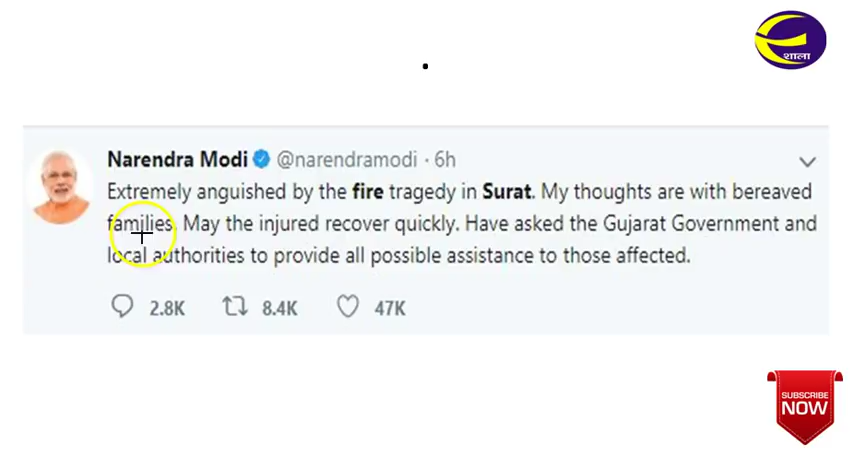 शाला
Narendra Modi @narendramodi · 6h
Extremely anguished by the fire tragedy in Surat. My thoughts are with bereaved
families. May the injured recover quickly. Have asked the Gujarat Government and
local authorities to provide all possible assistance to those affected.
2.8K 8.4K 47K
SUBSCRIBE
NOW